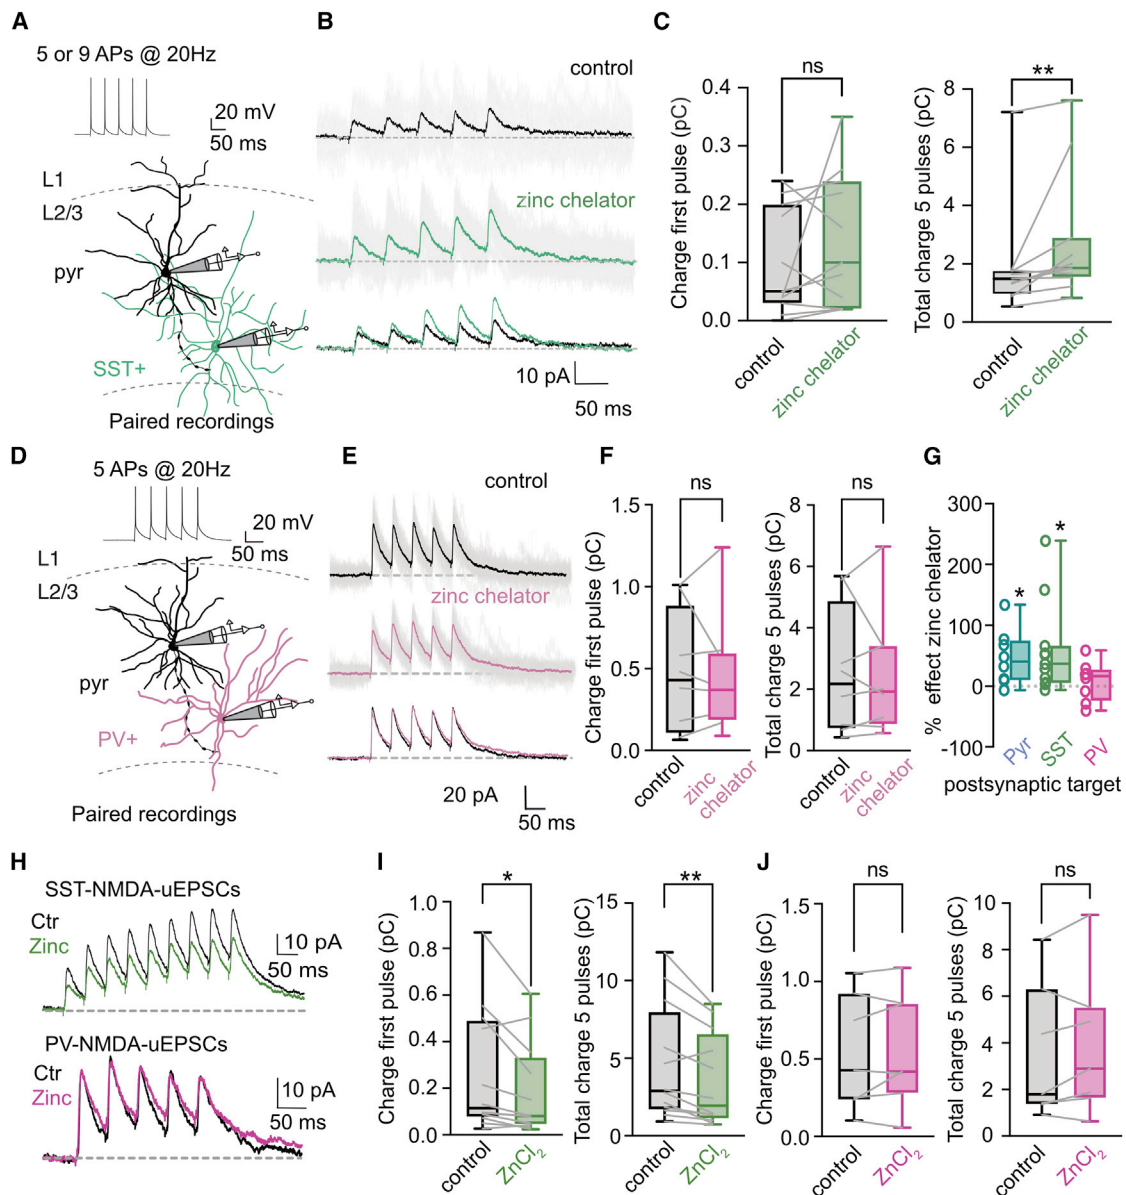 A
5 or 9 APs @ 20Hz
20 mV
50 ms
L1
L2/3
pyr
SST+
Paired recordings
B
control
zinc chelator
10 pA
50 ms
C
ns
Charge first pulse (pC)
0.4
0.3
0.2
0.1
0.0
control
zinc chelator
**
Total charge 5 pulses (pC)
8
6
4
2
0
control
zinc chelator
D
5 APs @ 20Hz
20 mV
50 ms
L1
L2/3
pyr
PV+
Paired recordings
E
control
zinc chelator
20 pA
50 ms
F
ns
Charge first pulse (pC)
1.5
1.0
0.5
0.0
control
zinc
chelator
ns
Total charge 5 pulses (pC)
8
6
4
2
0
control
zinc
chelator
G
% effect zinc chelator
300
200
100
0
-100
*
*
Pyr
SST
PV
postsynaptic target
H
SST-NMDA-uEPSCs
Ctr
Zinc
10 pA
50 ms
PV-NMDA-uEPSCs
Ctr
Zinc
10 pA
50 ms
I
*
Charge first pulse (pC)
1.0
0.8
0.6
0.4
0.2
0.0
control
ZnCl2
**
Total charge 5 pulses (pC)
15
10
5
0
control
ZnCl2
J
ns
Charge first pulse (pC)
1.5
1.0
0.5
0.0
control
ZnCl2
ns
Total charge 5 pulses (pC)
10
8
6
4
2
0
control
ZnCl2